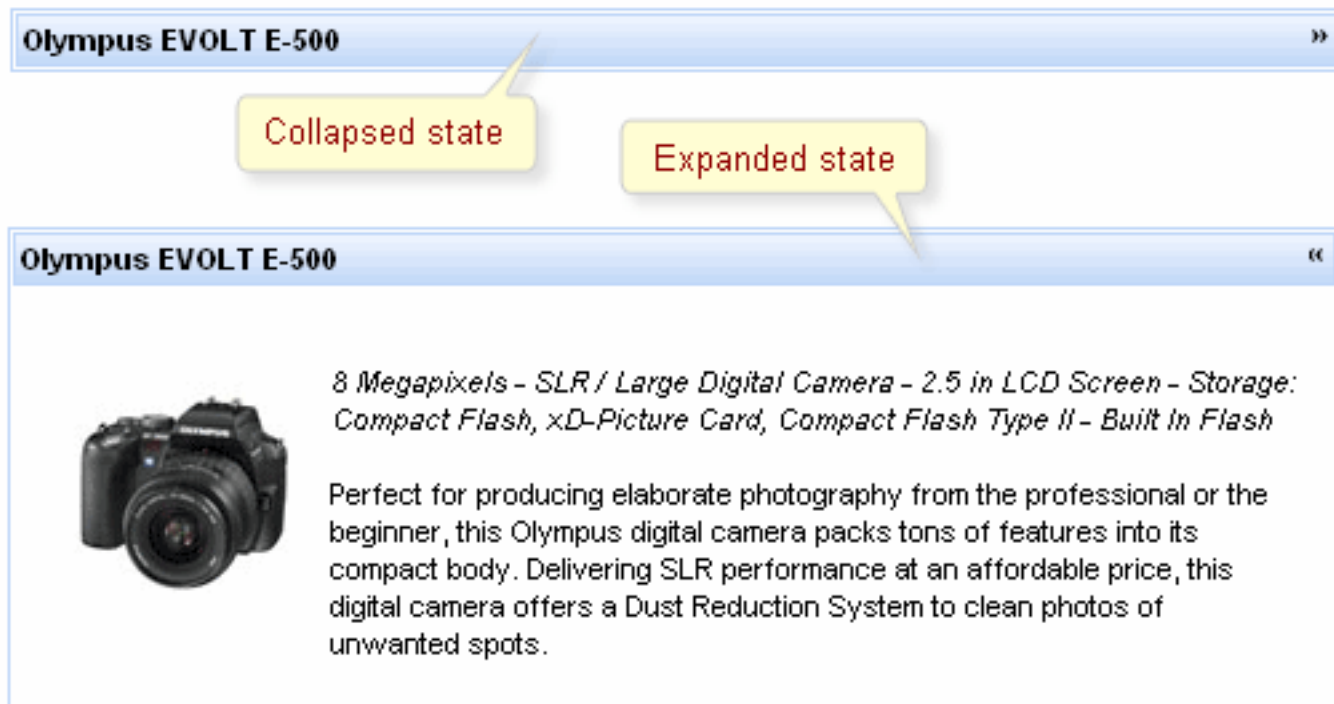 Olympus EVOLT E-500 »
Collapsed state
Expanded state
Olympus EVOLT E-500 «
8 Megapixels - SLR / Large Digital Camera - 2.5 in LCD Screen - Storage:
Compact Flash, xD-Picture Card, Compact Flash Type II - Built In Flash
OLYMPUS
Perfect for producing elaborate photography from the professional or the
beginner, this Olympus digital camera packs tons of features into its
compact body. Delivering SLR performance at an affordable price, this
digital camera offers a Dust Reduction System to clean photos of
unwanted spots.